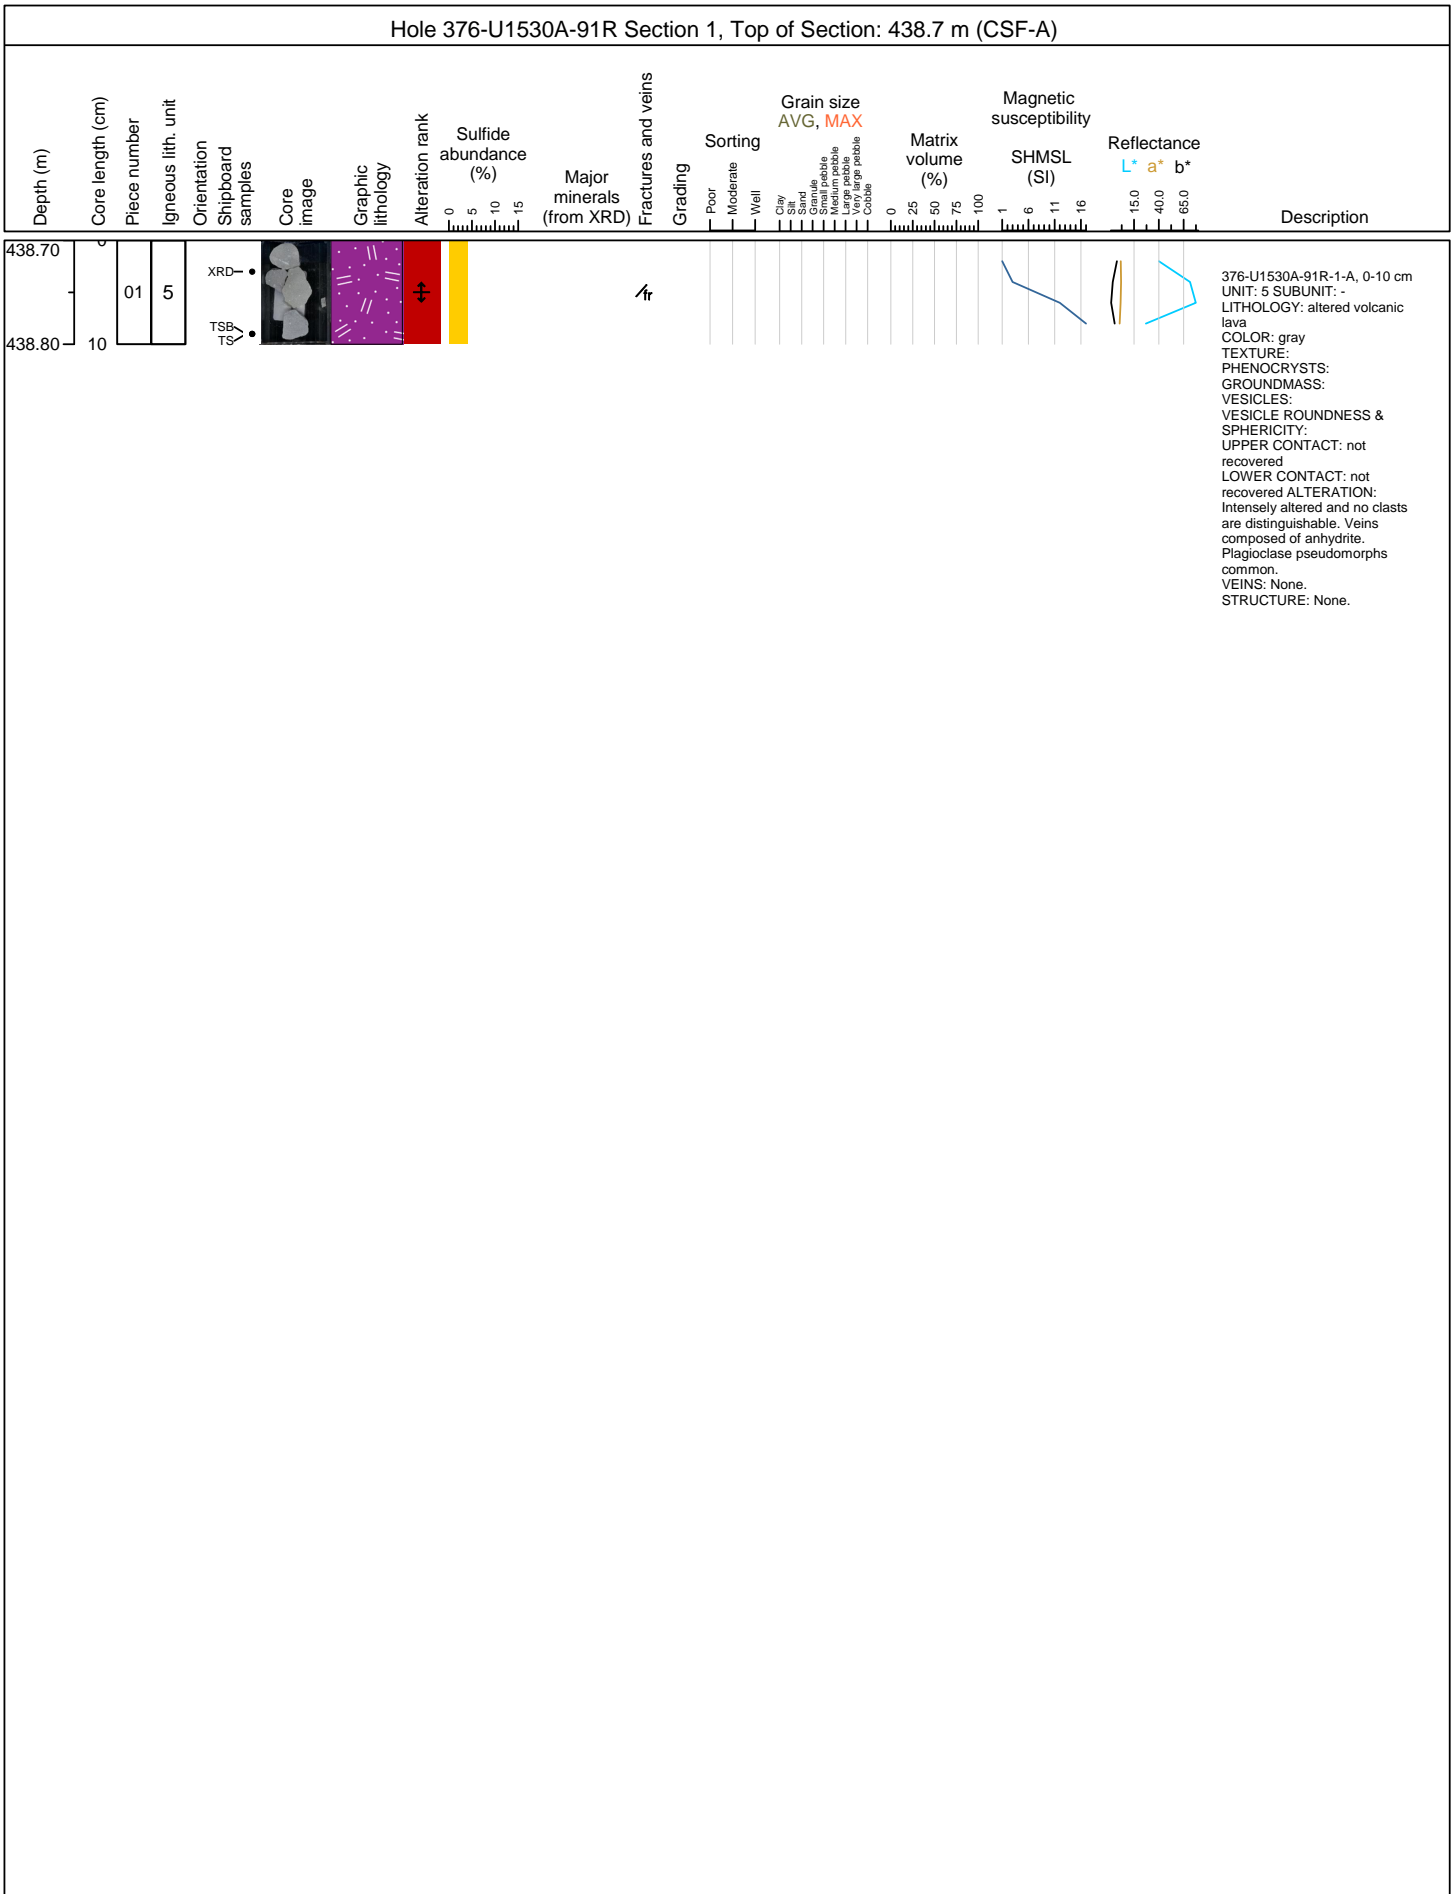 Hole 376-U1530A-91R Section 1, Top of Section: 438.7 m (CSF-A)
Depth (m)
Core length (cm)
Piece number
Igneous lith. unit
Orientation
Shipboard
samples
Core
image
Graphic
lithology
Alteration rank
Sulfide
abundance
(%)
0 5 10 15
Major
minerals
(from XRD)
Fractures and veins
Grading
Sorting
Poor
Moderate
Well
Grain size
AVG, MAX
Clay
Silt
Sand
Granule
Small pebble
Medium pebble
Large pebble
Very large pebble
Cobble
Matrix
volume
(%)
0 25 50 75 100
Magnetic
susceptibility
SHMSL
(SI)
1 6 11 16
Reflectance
L* a* b*
15.0 40.0 65.0
Description
438.70
0
438.80
10
01
5
XRD
TSB
TS
fr
376-U1530A-91R-1-A, 0-10 cm
UNIT: 5 SUBUNIT: -
LITHOLOGY: altered volcanic
lava
COLOR: gray
TEXTURE:
PHENOCRYSTS:
GROUNDMASS:
VESICLES:
VESICLE ROUNDNESS &
SPHERICITY:
UPPER CONTACT: not
recovered
LOWER CONTACT: not
recovered ALTERATION:
Intensely altered and no clasts
are distinguishable. Veins
composed of anhydrite.
Plagioclase pseudomorphs
common.
VEINS: None.
STRUCTURE: None.